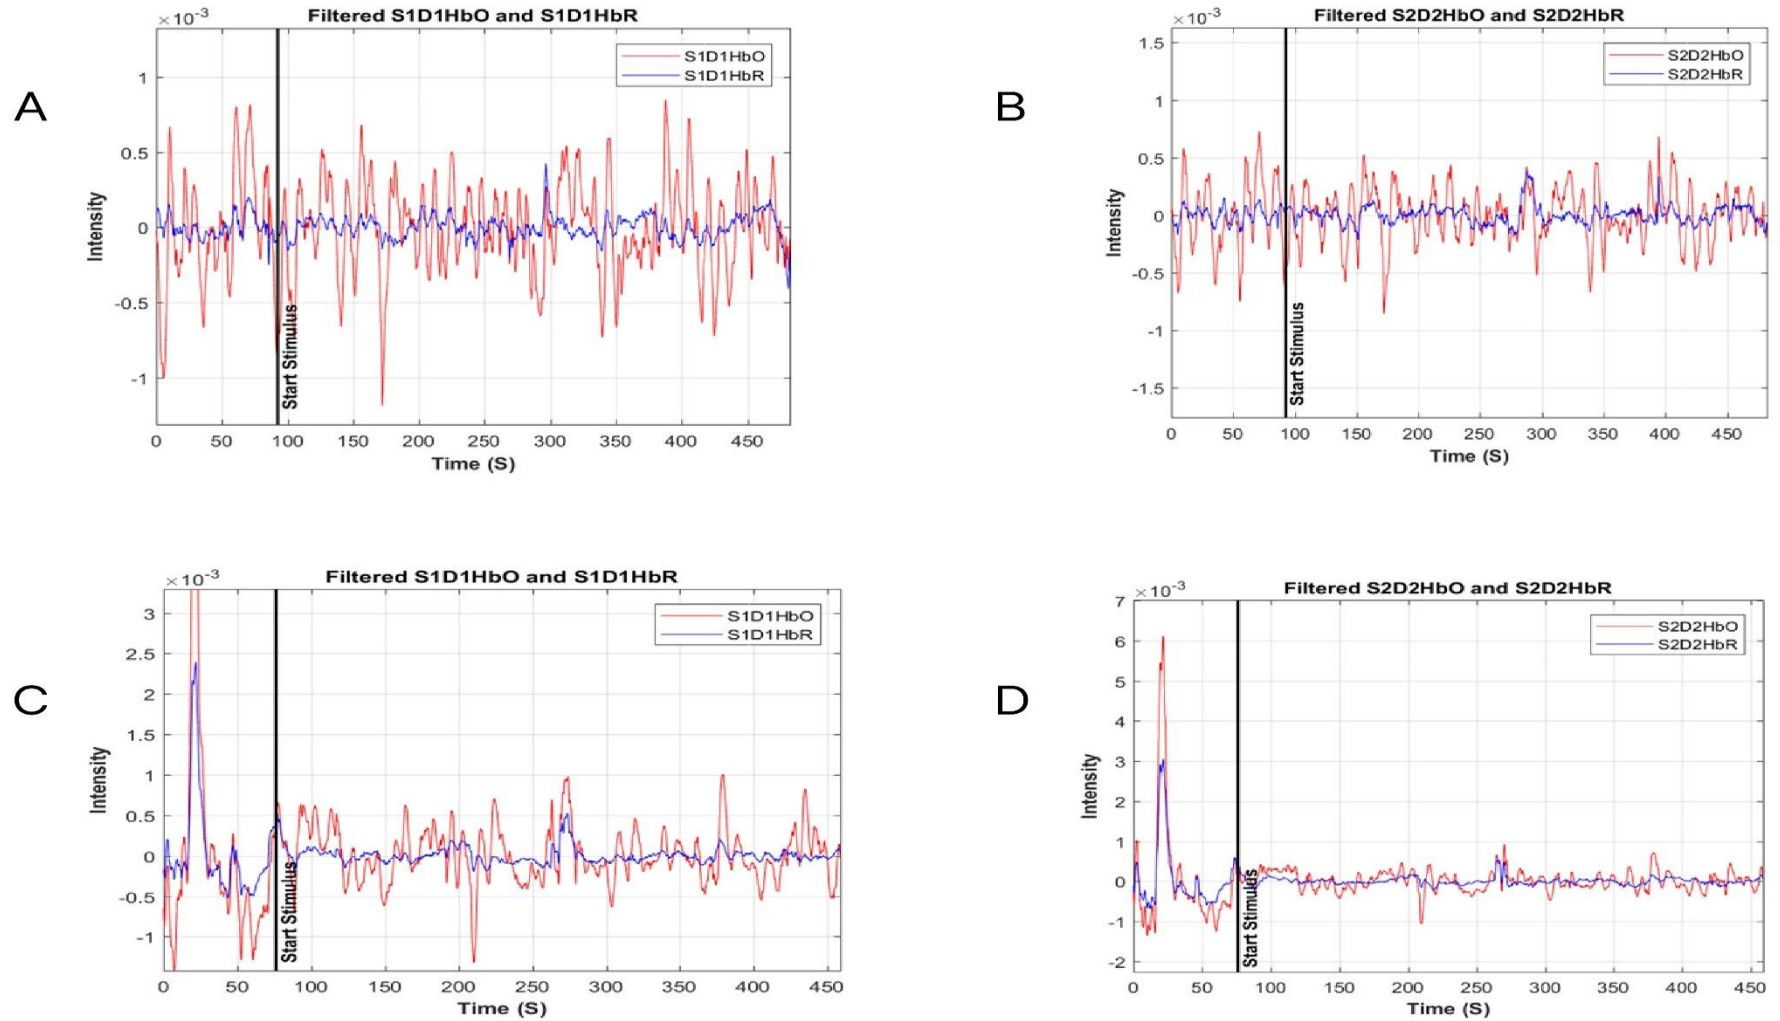 A
×10⁻³
Filtered S1D1HbO and S1D1HbR
S1D1HbO
S1D1HbR
1
0.5
0
-0.5
-1
Intensity
Start Stimulus
0 50 100 150 200 250 300 350 400 450
Time (S)
B
×10⁻³
Filtered S2D2HbO and S2D2HbR
S2D2HbO
S2D2HbR
1.5
1
0.5
0
-0.5
-1
-1.5
Intensity
Start Stimulus
0 50 100 150 200 250 300 350 400 450
Time (S)
C
×10⁻³
Filtered S1D1HbO and S1D1HbR
S1D1HbO
S1D1HbR
3
2.5
2
1.5
1
0.5
0
-0.5
-1
Intensity
Start Stimulus
0 50 100 150 200 250 300 350 400 450
Time (S)
D
×10⁻³
Filtered S2D2HbO and S2D2HbR
S2D2HbO
S2D2HbR
7
6
5
4
3
2
1
0
-1
-2
Intensity
Start Stimulus
0 50 100 150 200 250 300 350 400 450
Time (S)